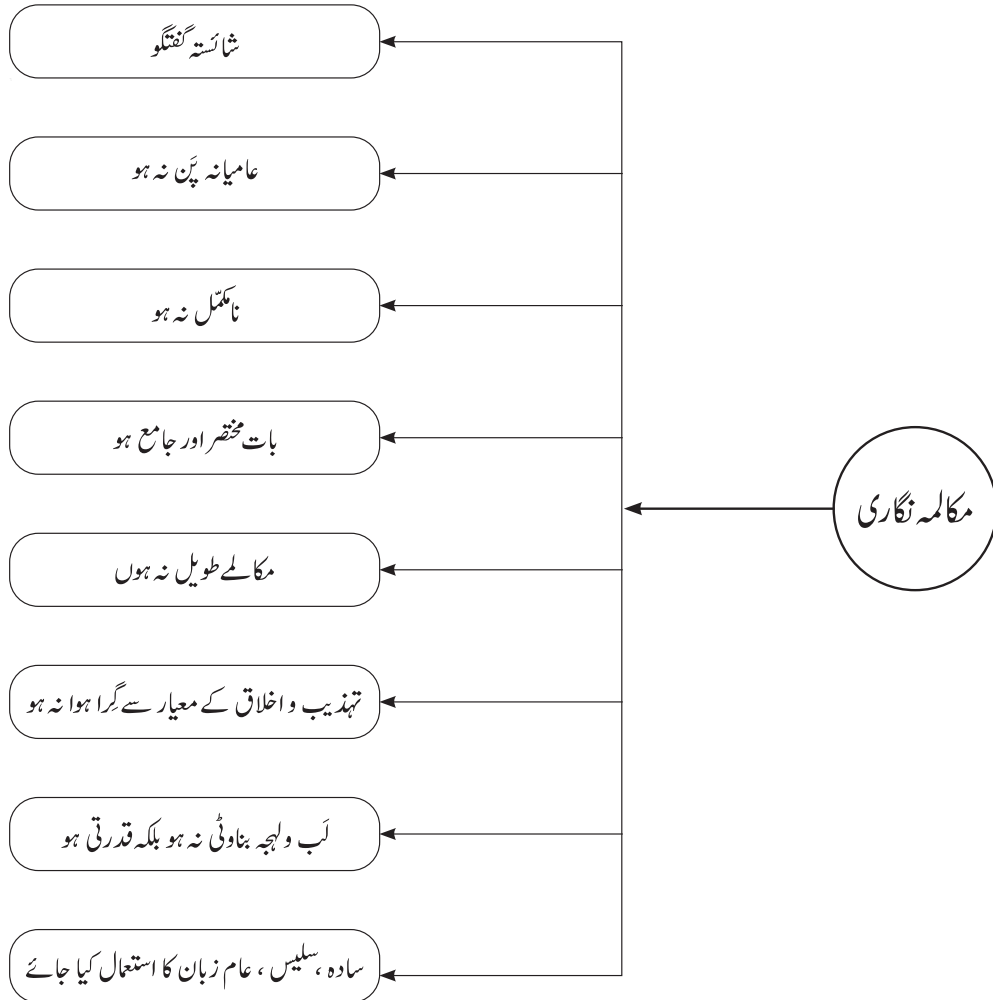 مکالمہ نگاری
شائستہ گفتگو
عامیانہ پَن نہ ہو
نامکمّل نہ ہو
بات مختصر اور جامع ہو
مکالمے طویل نہ ہوں
تہذیب و اخلاق کے معیار سے گِرا ہوا نہ ہو
لَب و لہجہ بناوٹی نہ ہو بلکہ قدرتی ہو
سادہ ،سلیس ، عام زبان کا استعمال کیا جائے